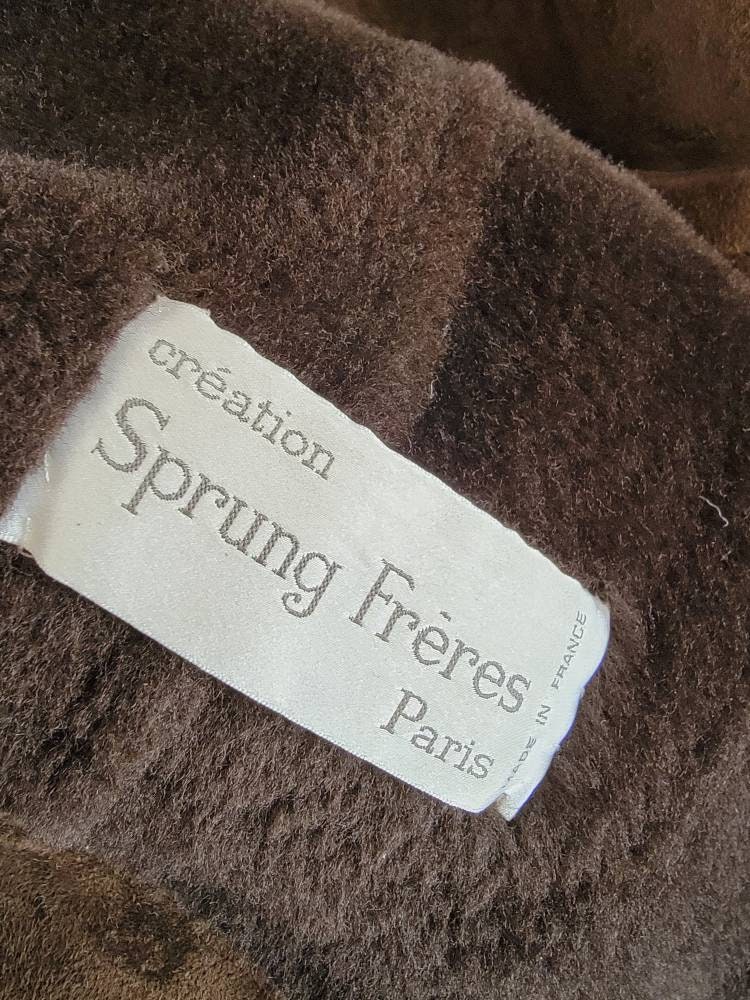 création
Sprung Frères
Paris
MADE IN FRANCE